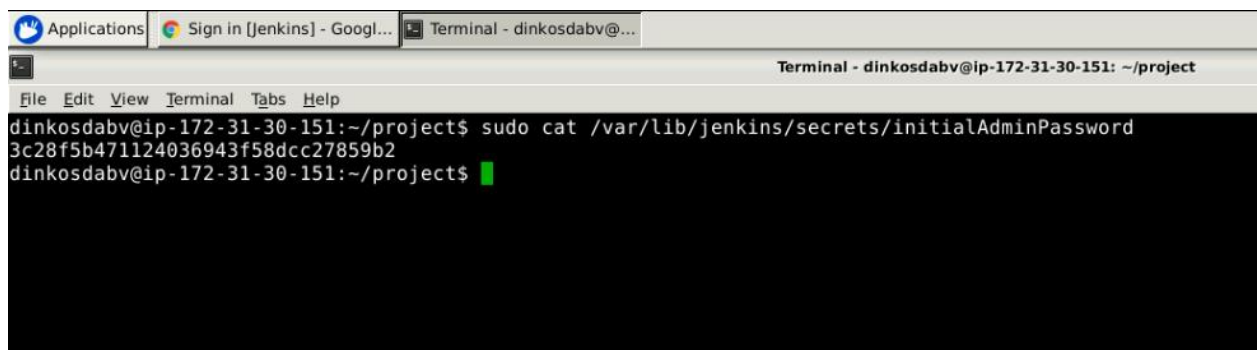 Applications Sign in [Jenkins] - Googl... Terminal - dinkosdabv@...
Terminal - dinkosdabv@ip-172-31-30-151: ~/project
File Edit View Terminal Tabs Help
dinkosdabv@ip-172-31-30-151:~/project$ sudo cat /var/lib/jenkins/secrets/initialAdminPassword
3c28f5b471124036943f58dcc27859b2
dinkosdabv@ip-172-31-30-151:~/project$